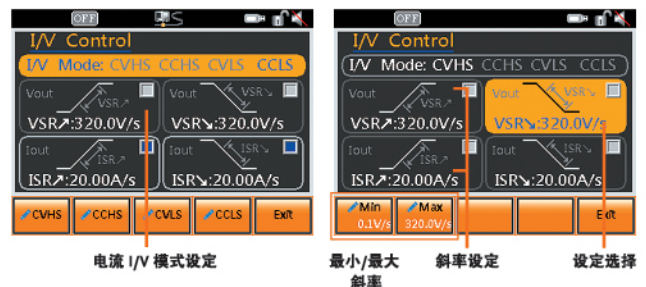 OFF
I/V Control
I/V Mode: CVHS CCHS CVLS CCLS
Vout VSR↗ Vout VSR↘
VSR↗:320.0V/s VSR↘:320.0V/s
Iout ISR↗ Iout ISR↘
ISR↗:20.00A/s ISR↘:20.00A/s
CVHS CCHS CVLS CCLS Exit
电流 I/V 模式设定
OFF
I/V Control
I/V Mode: CVHS CCHS CVLS CCLS
Vout VSR↗ Vout VSR↘
VSR↗:320.0V/s VSR↘:320.0V/s
Iout ISR↗ Iout ISR↘
ISR↗:20.00A/s ISR↘:20.00A/s
Min Max Exit
0.1V/s 320.0V/s
最小/最大 斜率设定 设定选择
斜率